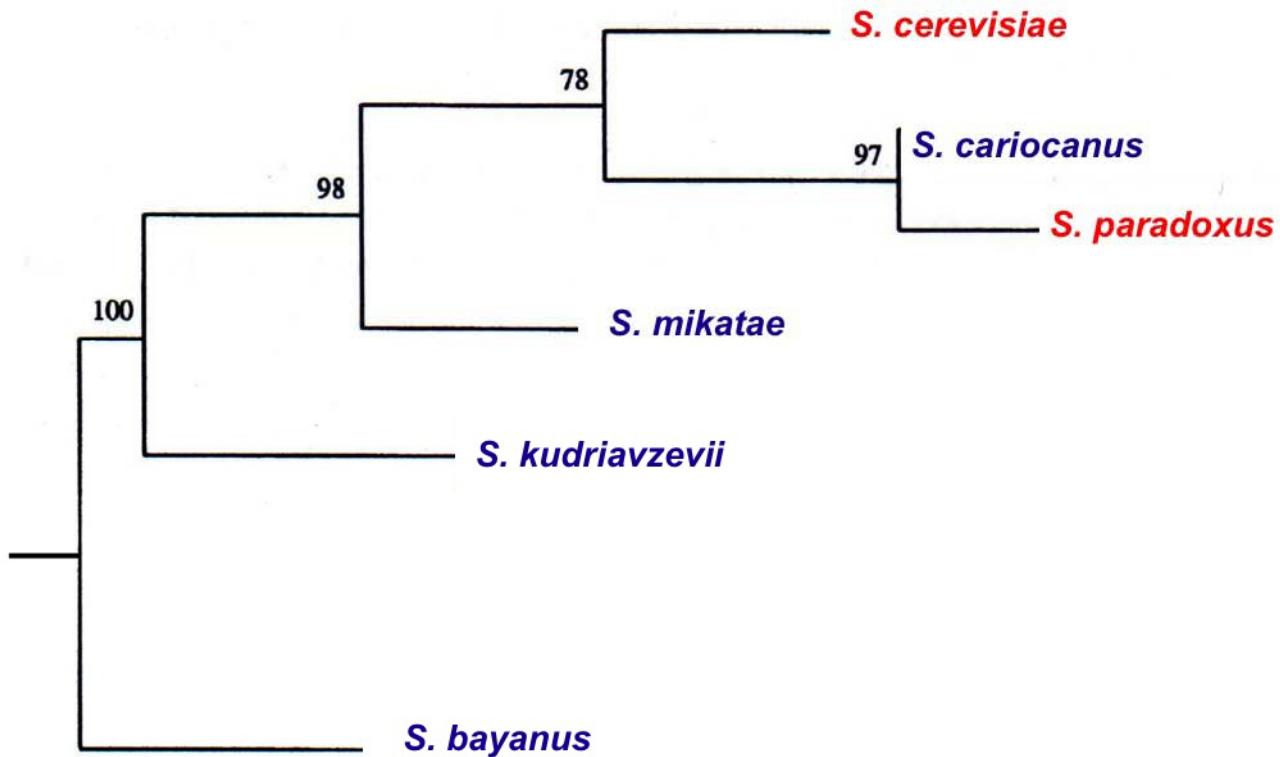 S. cerevisiae
78
S. cariocanus
97
98
S. paradoxus
100
S. mikatae
S. kudriavzevii
S. bayanus